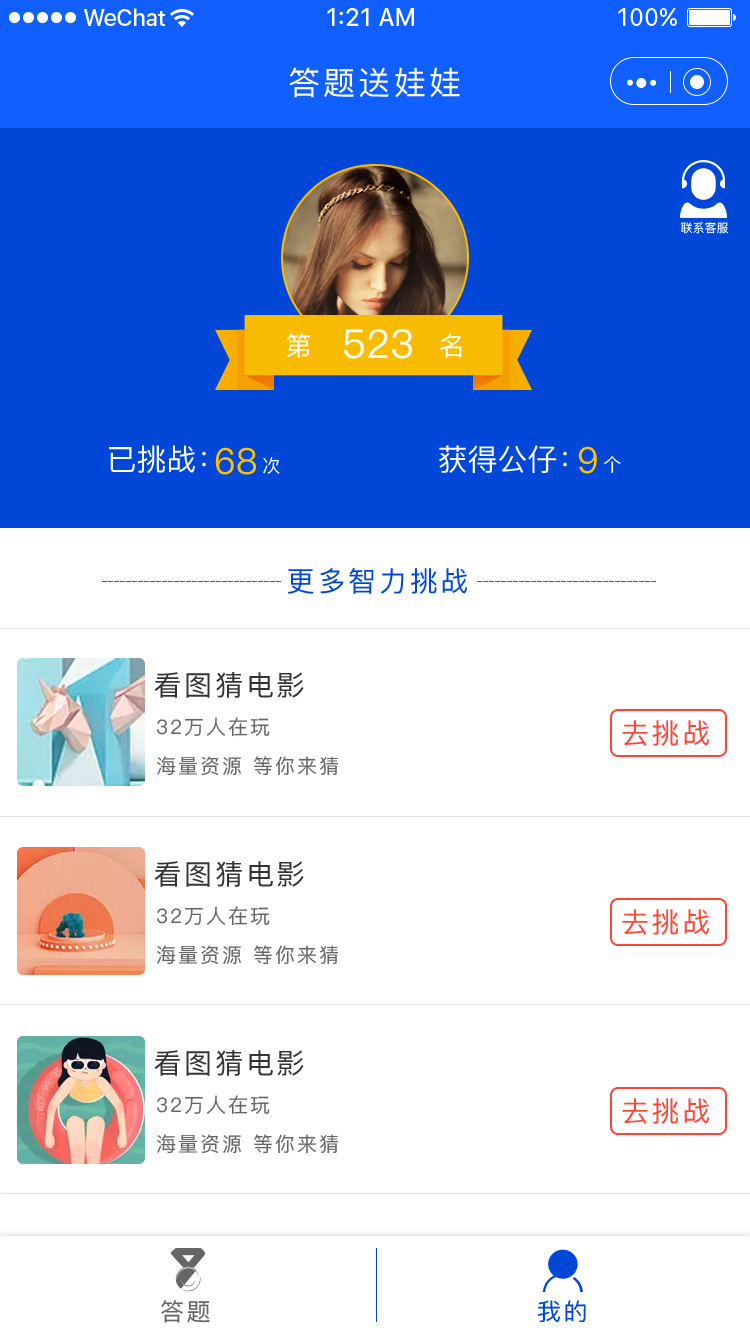 WeChat 1:21 AM 100%
答题送娃娃
联系客服
第 523 名
已挑战:68次 获得公仔:9个
更多智力挑战
看图猜电影
32万人在玩
海量资源 等你来猜
去挑战
看图猜电影
32万人在玩
海量资源 等你来猜
去挑战
看图猜电影
32万人在玩
海量资源 等你来猜
去挑战
答题 我的